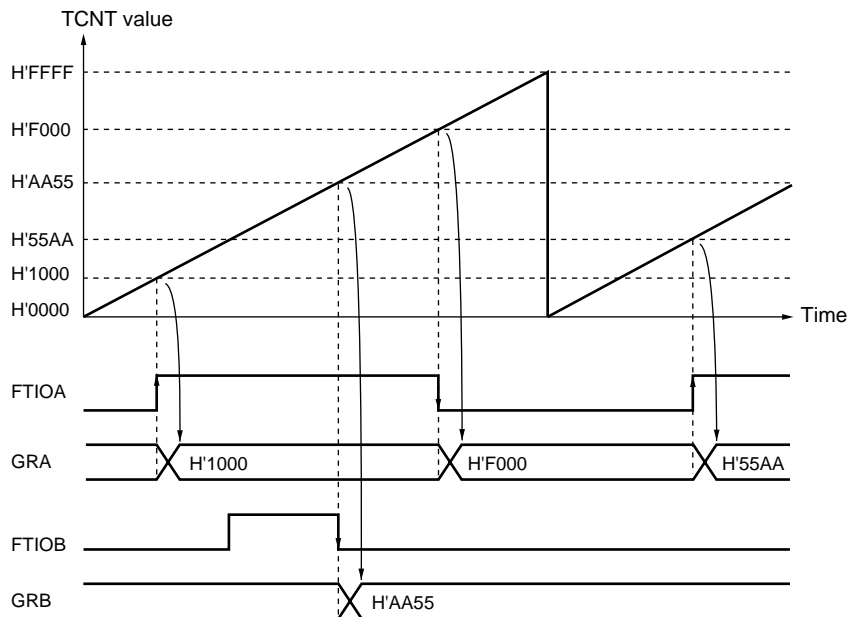 TCNT value
H'FFFF
H'F000
H'AA55
H'55AA
H'1000
H'0000
Time
FTIOA
GRA
H'1000
H'F000
H'55AA
FTIOB
GRB
H'AA55